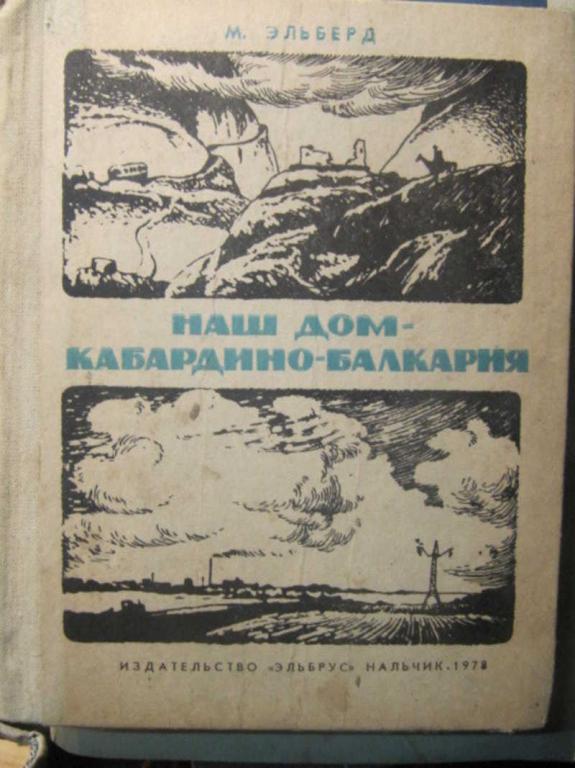 М. ЭЛЬБЕРД
НАШ ДОМ-
КАБАРДИНО-БАЛКАРИЯ
ИЗДАТЕЛЬСТВО «ЭЛЬБРУС» НАЛЬЧИК. 1978